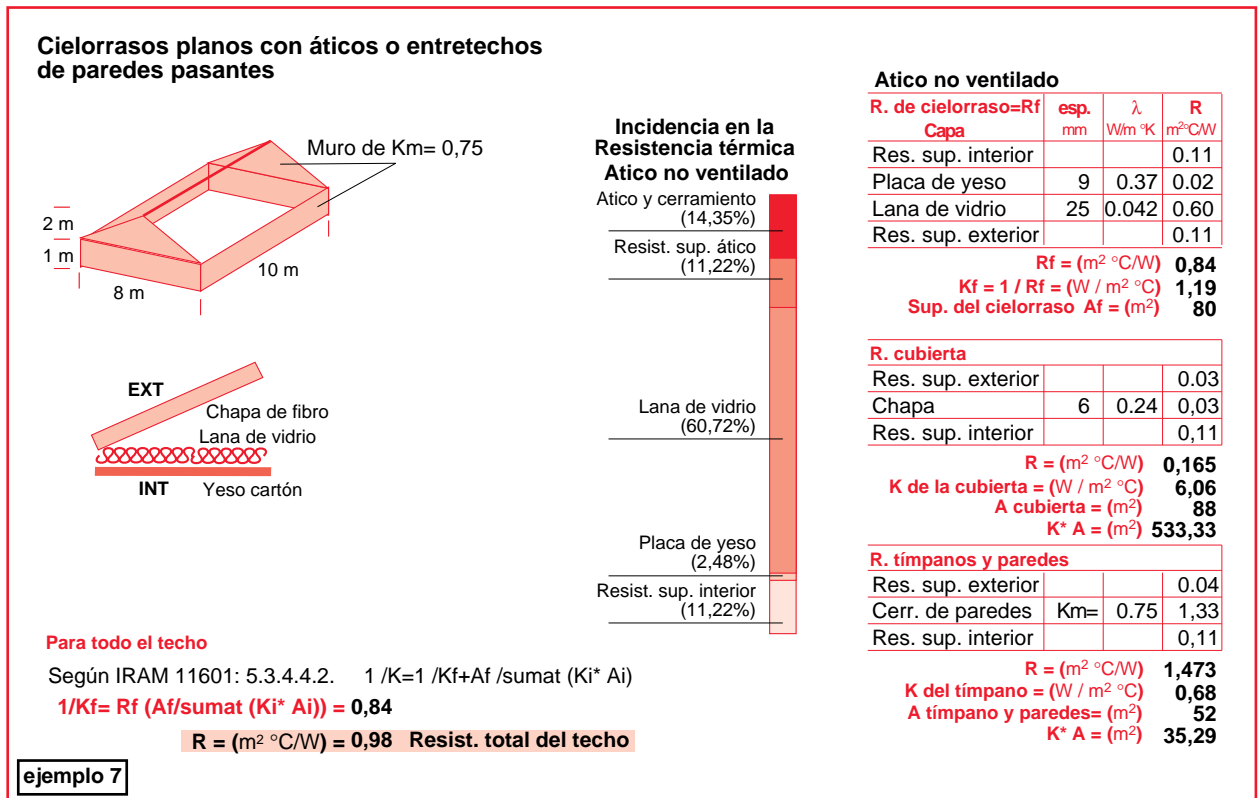 Cielorrasos planos con áticos o entretechos
de paredes pasantes
Muro de Km= 0,75
2 m
1 m
8 m
10 m
EXT
Chapa de fibro
Lana de vidrio
INT Yeso cartón
Incidencia en la
Resistencia térmica
Atico no ventilado
Atico y cerramiento
(14,35%)
Resist. sup. ático
(11,22%)
Lana de vidrio
(60,72%)
Placa de yeso
(2,48%)
Resist. sup. interior
(11,22%)
Atico no ventilado
R. de cielorraso=Rf esp. λ R
Capa mm W/m °K m²°C/W
Res. sup. interior 0.11
Placa de yeso 9 0.37 0.02
Lana de vidrio 25 0.042 0.60
Res. sup. exterior 0.11
Rf = (m² °C/W) 0,84
Kf = 1 / Rf = (W / m² °C) 1,19
Sup. del cielorraso Af = (m²) 80
R. cubierta
Res. sup. exterior 0.03
Chapa 6 0.24 0,03
Res. sup. interior 0,11
R = (m² °C/W) 0,165
K de la cubierta = (W / m² °C) 6,06
A cubierta = (m²) 88
K* A = (m²) 533,33
R. tímpanos y paredes
Res. sup. exterior 0.04
Cerr. de paredes Km= 0.75 1,33
Res. sup. interior 0,11
R = (m² °C/W) 1,473
K del tímpano = (W / m² °C) 0,68
A tímpano y paredes= (m²) 52
K* A = (m²) 35,29
Para todo el techo
Según IRAM 11601: 5.3.4.4.2. 1 /K=1 /Kf+Af /sumat (Ki* Ai)
1/Kf= Rf (Af/sumat (Ki* Ai)) = 0,84
R = (m² °C/W) = 0,98 Resist. total del techo
ejemplo 7